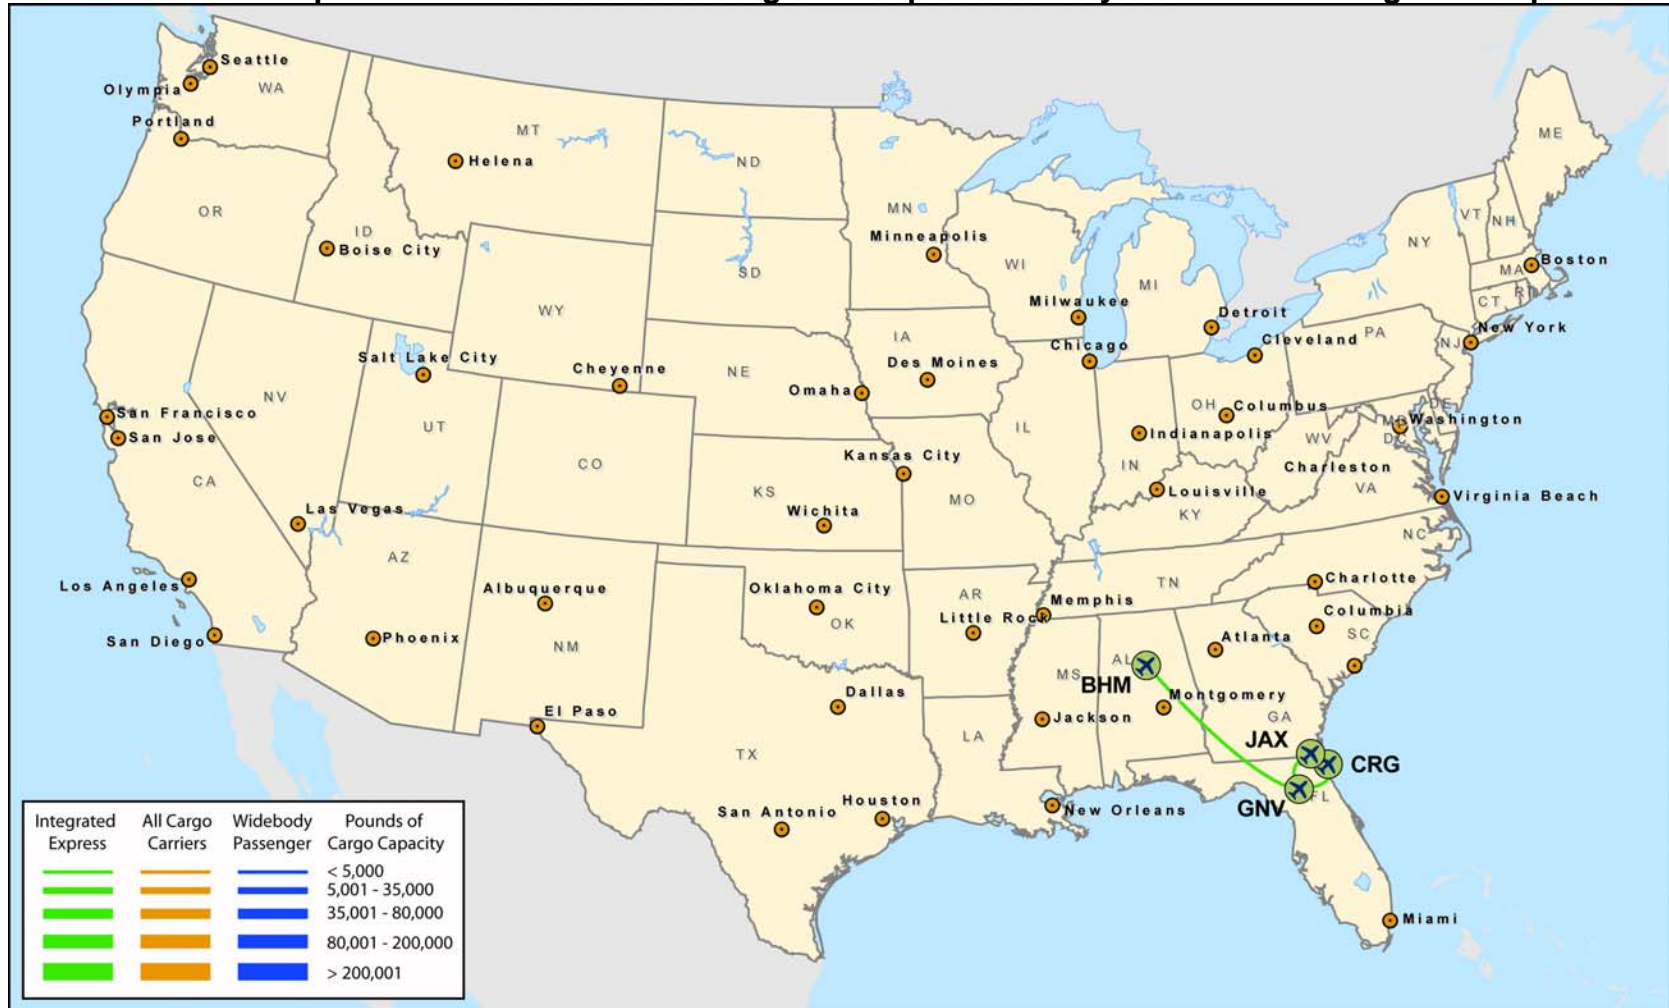 Seattle
WA
Olympia
Portland
MT
Helena
ND
ME
OR
ID
Boise City
MN
Minneapolis
VT
NH
NY
WI
MI
SD
MA
Boston
CT
RI
WY
Milwaukee
Detroit
New York
IA
PA
NJ
Salt Lake City
Chicago
Cleveland
Des Moines
Cheyenne
NE
Omaha
NV
OH
Columbus
DE
MD
Washington
San Francisco
San Jose
UT
IL
Indianapolis
WV
DC
CO
Kansas City
IN
Charleston
CA
KS
MO
Louisville
VA
Virginia Beach
Las Vegas
Wichita
KY
NC
AZ
TN
Los Angeles
Albuquerque
Oklahoma City
AR
Memphis
Charlotte
Little Rock
Columbia
OK
SC
San Diego
Phoenix
NM
Atlanta
AL
MS
BHM
Dallas
Montgomery
El Paso
Jackson
GA
LA
JAX
TX
CRG
FL
GNV
Houston
San Antonio
New Orleans
Miami
Integrated Express
All Cargo Carriers
Widebody Passenger
Pounds of Cargo Capacity
< 5,000
5,001 - 35,000
35,001 - 80,000
80,001 - 200,000
> 200,001